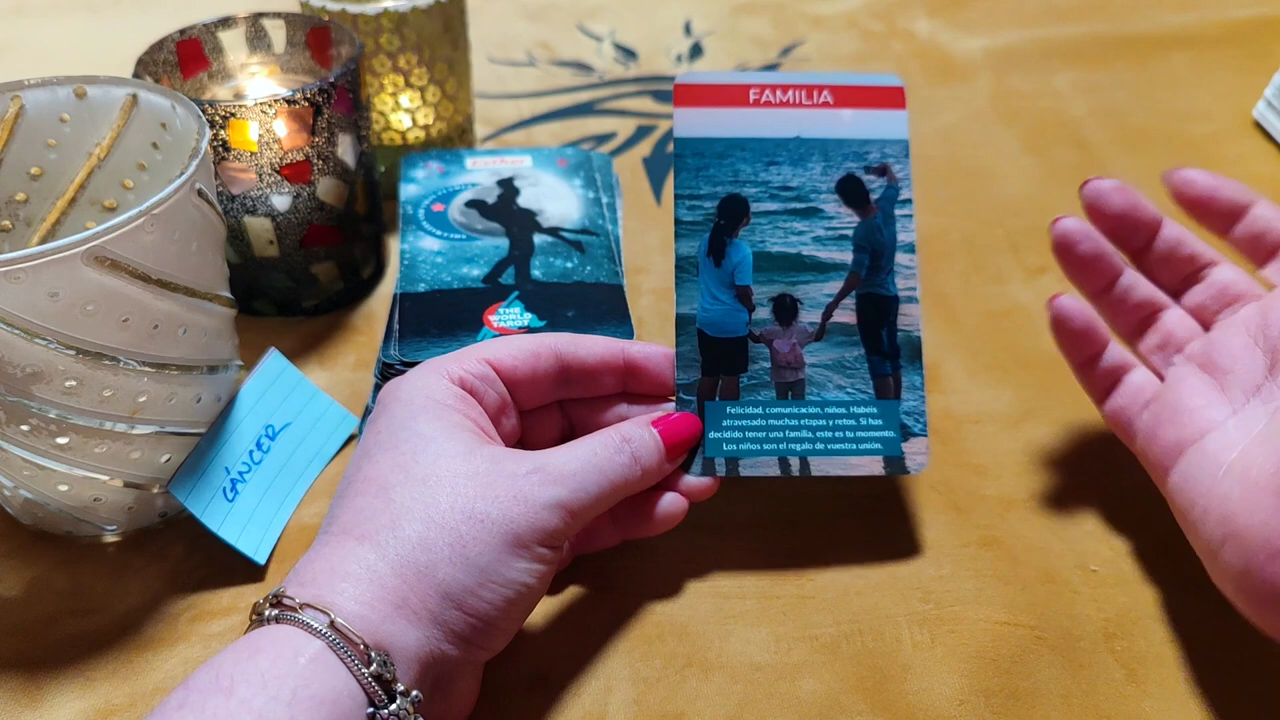 FAMILIA
Felicidad, comunicación, niños. Habéis
atravesado muchas etapas y retos. Si has
decidido tener una familia, este es tu momento.
Los niños son el regalo de vuestra unión.
THE
WORLD
TAROT
CÁNCER